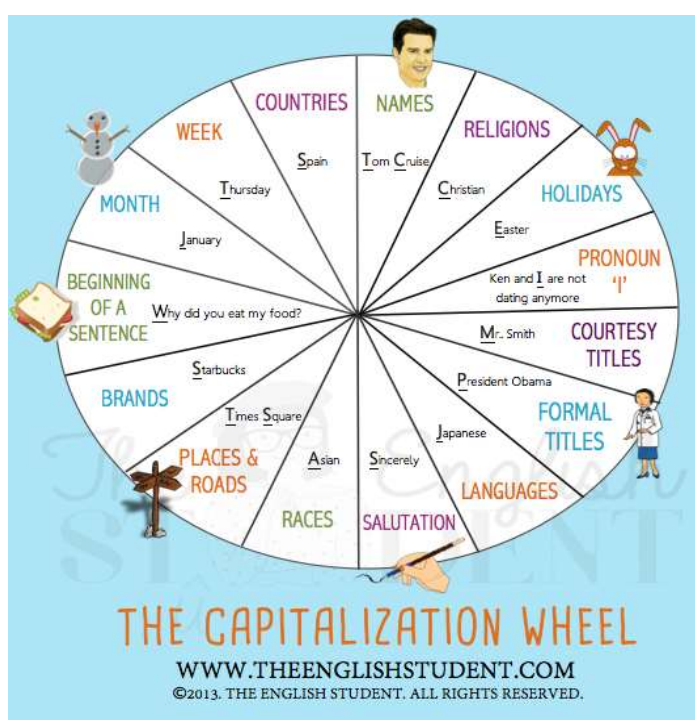 COUNTRIES
Spain
NAMES
Tom Cruise
RELIGIONS
Christian
HOLIDAYS
Easter
PRONOUN
'I'
Ken and I are not
dating anymore
COURTESY
TITLES
Mr. Smith
FORMAL
TITLES
President Obama
LANGUAGES
Japanese
SALUTATION
Sincerely
RACES
Asian
PLACES &
ROADS
Times Square
BRANDS
Starbucks
BEGINNING
OF A
SENTENCE
Why did you eat my food?
MONTH
January
WEEK
Thursday
The English
STUDENT
THE CAPITALIZATION WHEEL
WWW.THEENGLISHSTUDENT.COM
©2013. THE ENGLISH STUDENT. ALL RIGHTS RESERVED.